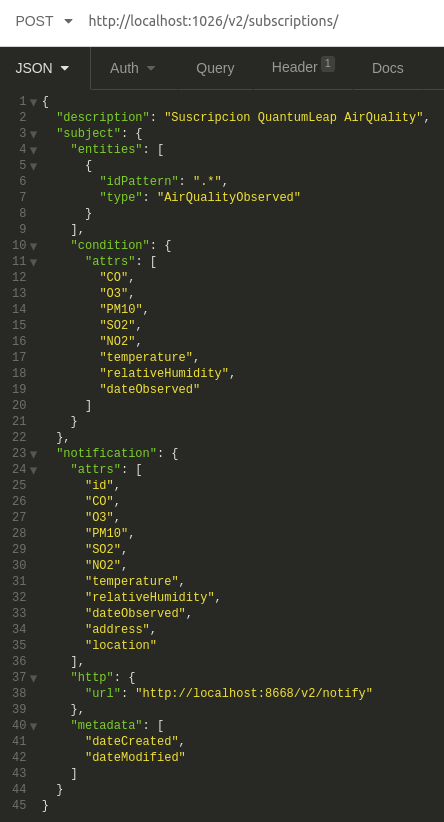 POST http://localhost:1026/v2/subscriptions/
JSON Auth Query Header 1 Docs
1 {
2 "description": "Suscripcion QuantumLeap AirQuality",
3 "subject": {
4 "entities": [
5 {
6 "idPattern": ".*",
7 "type": "AirQualityObserved"
8 }
9 ],
10 "condition": {
11 "attrs": [
12 "CO",
13 "O3",
14 "PM10",
15 "SO2",
16 "NO2",
17 "temperature",
18 "relativeHumidity",
19 "dateObserved"
20 ]
21 }
22 },
23 "notification": {
24 "attrs": [
25 "id",
26 "CO",
27 "O3",
28 "PM10",
29 "SO2",
30 "NO2",
31 "temperature",
32 "relativeHumidity",
33 "dateObserved",
34 "address",
35 "location"
36 ],
37 "http": {
38 "url": "http://localhost:8668/v2/notify"
39 },
40 "metadata": [
41 "dateCreated",
42 "dateModified"
43 ]
44 }
45 }